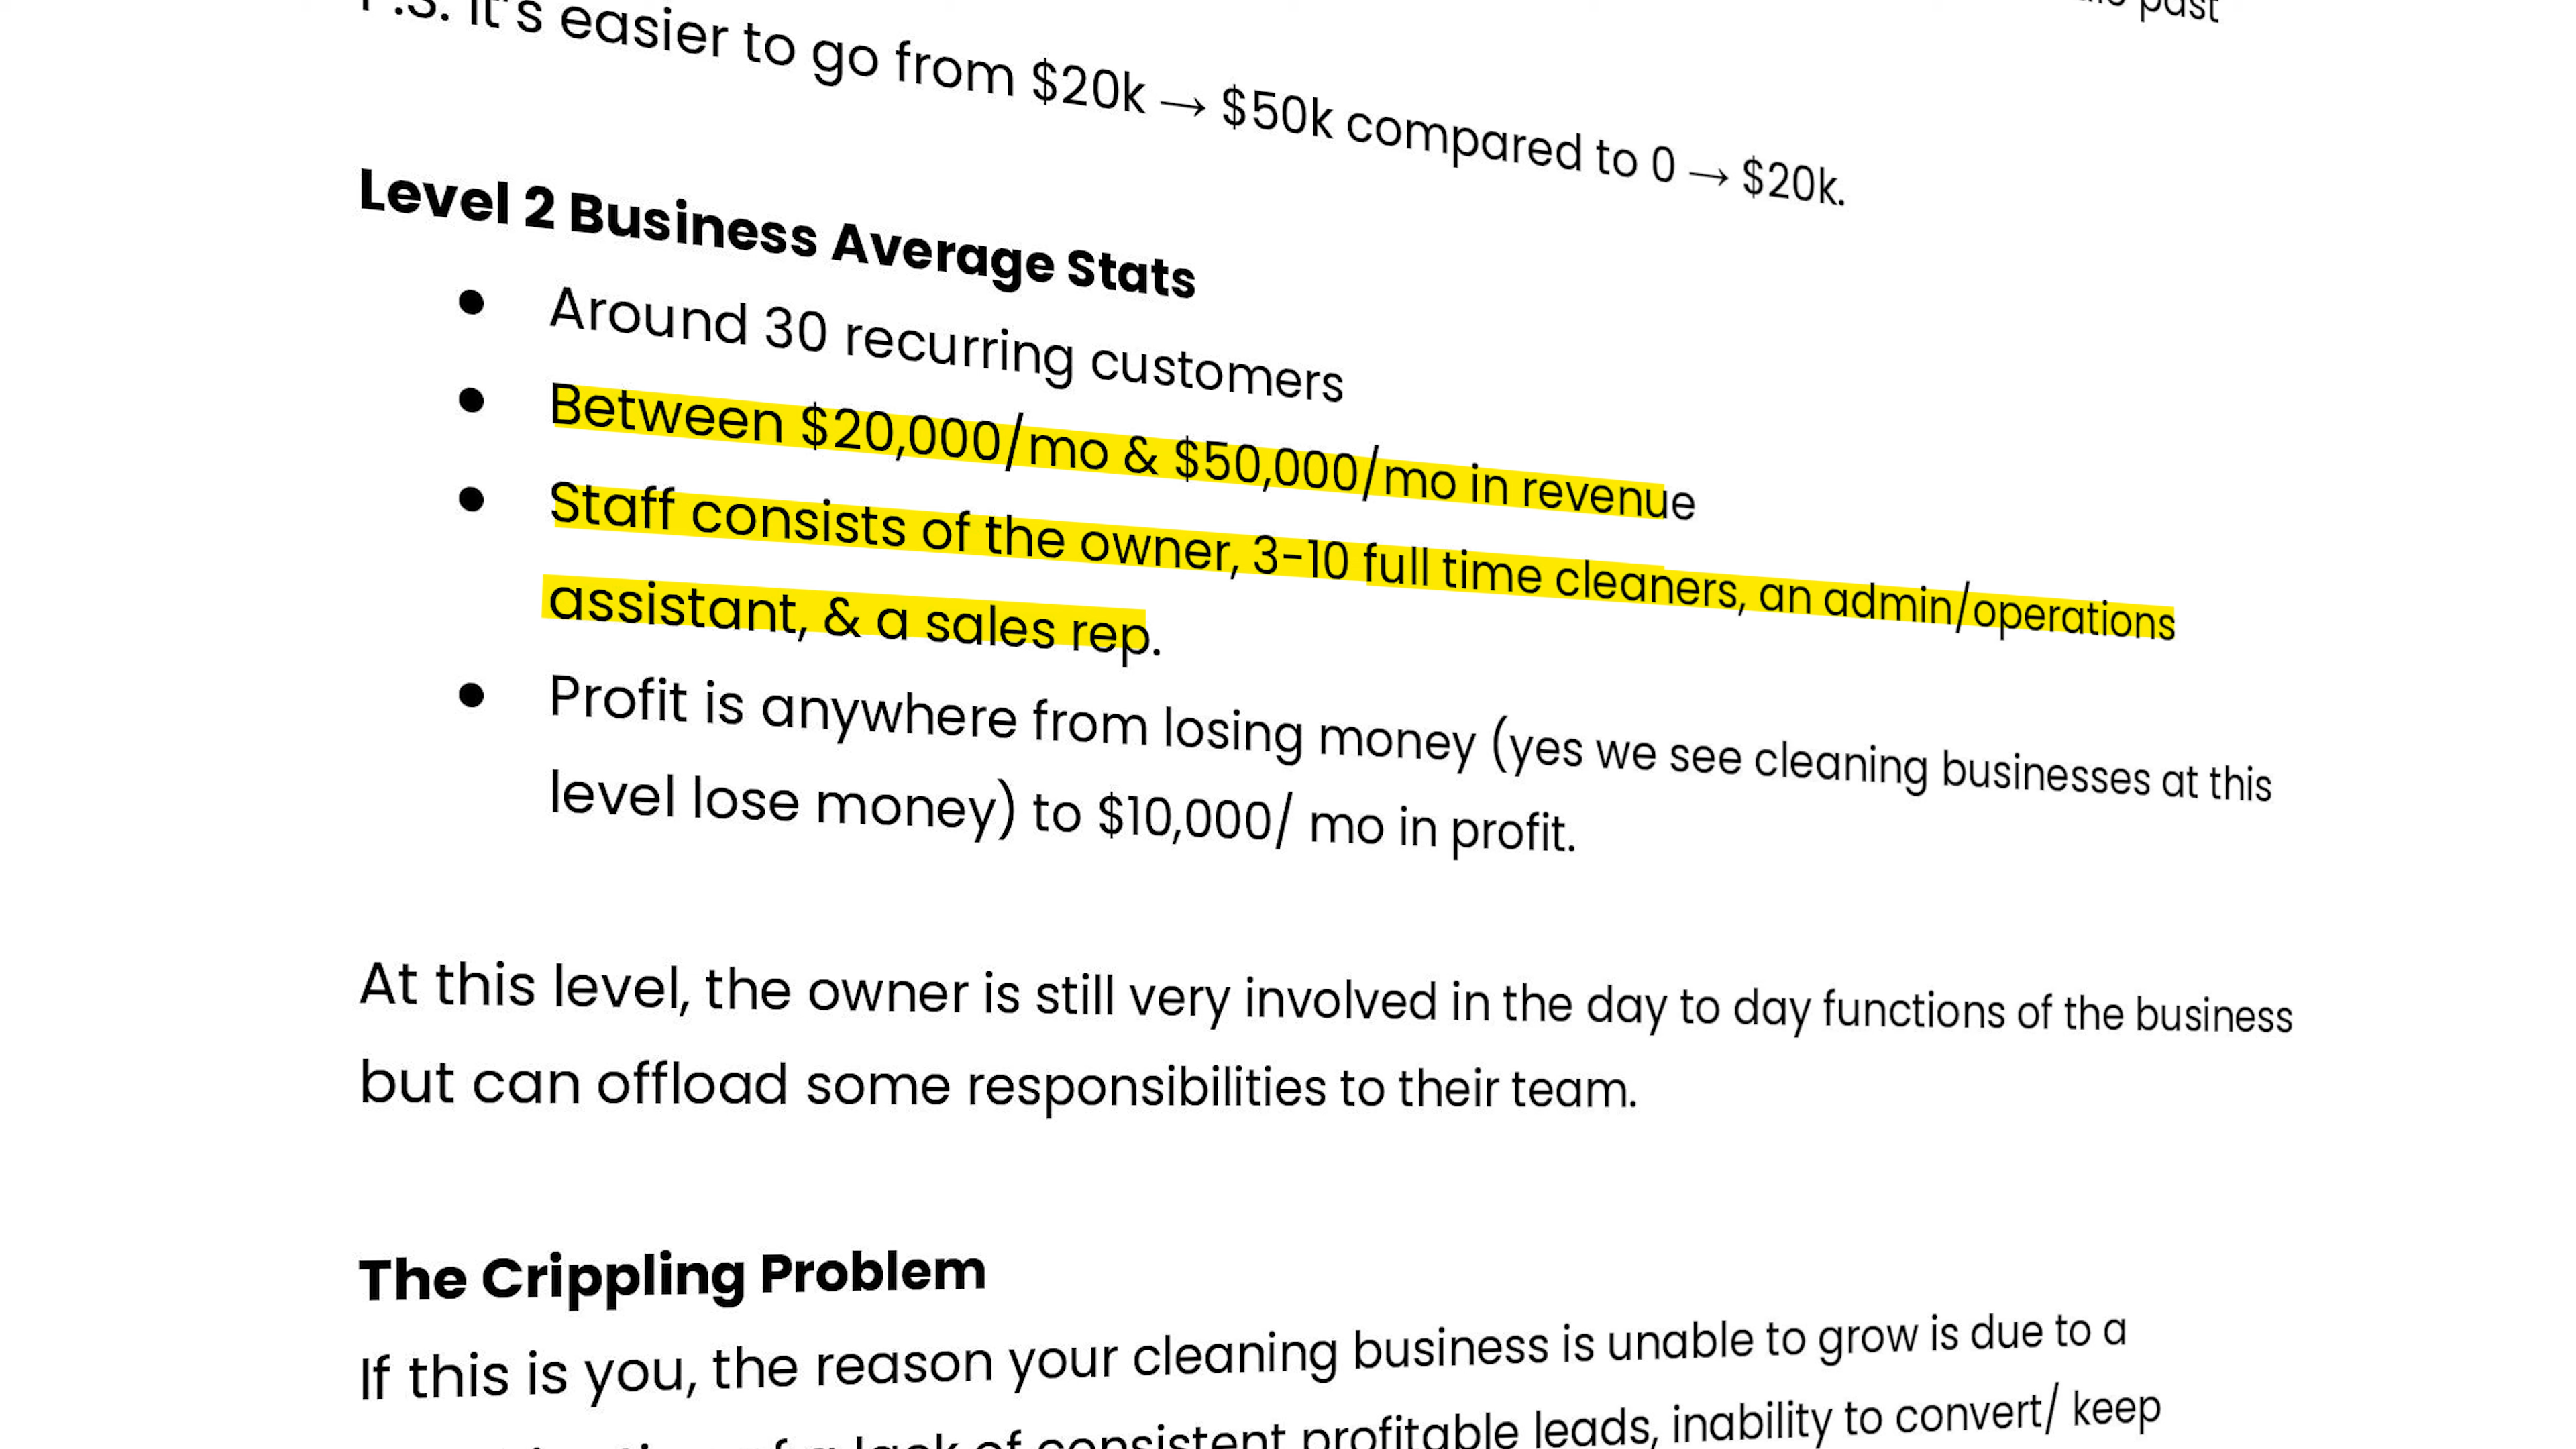 past
P.S. It's easier to go from $20k → $50k compared to 0 → $20k.
Level 2 Business Average Stats
● Around 30 recurring customers
● Between $20,000/mo & $50,000/mo in revenue
● Staff consists of the owner, 3-10 full time cleaners, an admin/operations
assistant, & a sales rep.
● Profit is anywhere from losing money (yes we see cleaning businesses at this
level lose money) to $10,000/ mo in profit.
At this level, the owner is still very involved in the day to day functions of the business
but can offload some responsibilities to their team.
The Crippling Problem
If this is you, the reason your cleaning business is unable to grow is due to a
lack of consistent profitable leads, inability to convert/ keep